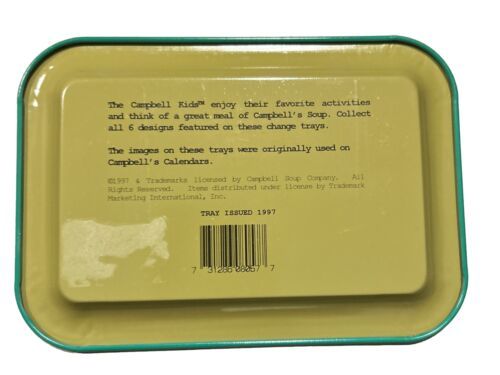 The Campbell Kids™ enjoy their favorite activities
and think of a great meal of Campbell's Soup. Collect
all 6 designs featured on these change trays.
The images on these trays were originally used on
Campbell's Calendars.
©1997 & Trademarks licensed by Campbell Soup Company. All
Rights Reserved. Items distributed under license by Trademark
Marketing International, Inc.
TRAY ISSUED 1997
7 31286 08057 7